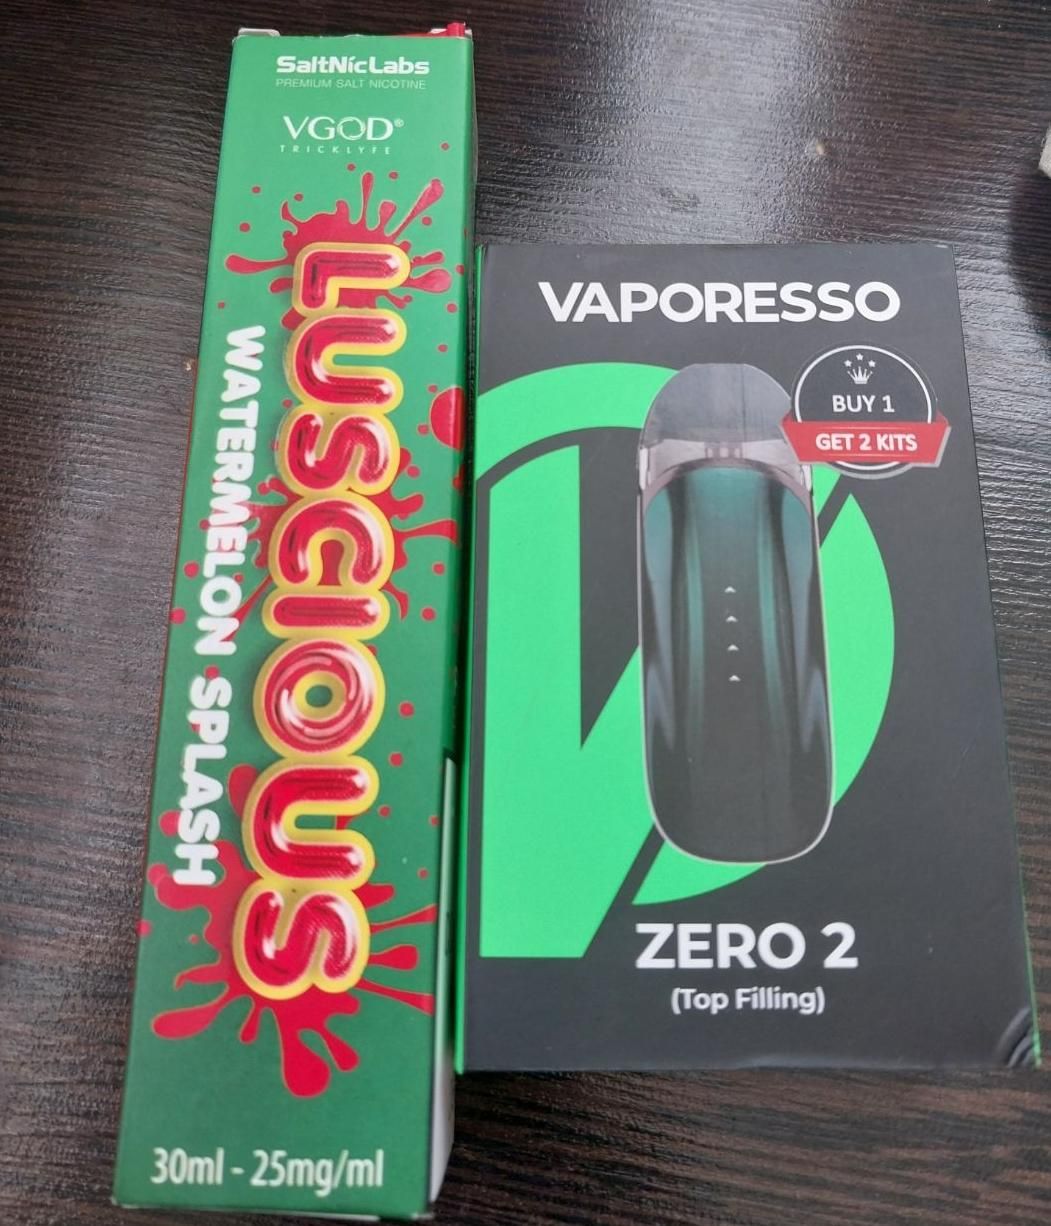 SaltNicLabs
PREMIUM SALT NICOTINE
VGOD®
TRICKLYFE
LUSCIOUS
WATERMELON SPLASH
30ml - 25mg/ml
VAPORESSO
BUY 1
GET 2 KITS
ZERO 2
(Top Filling)